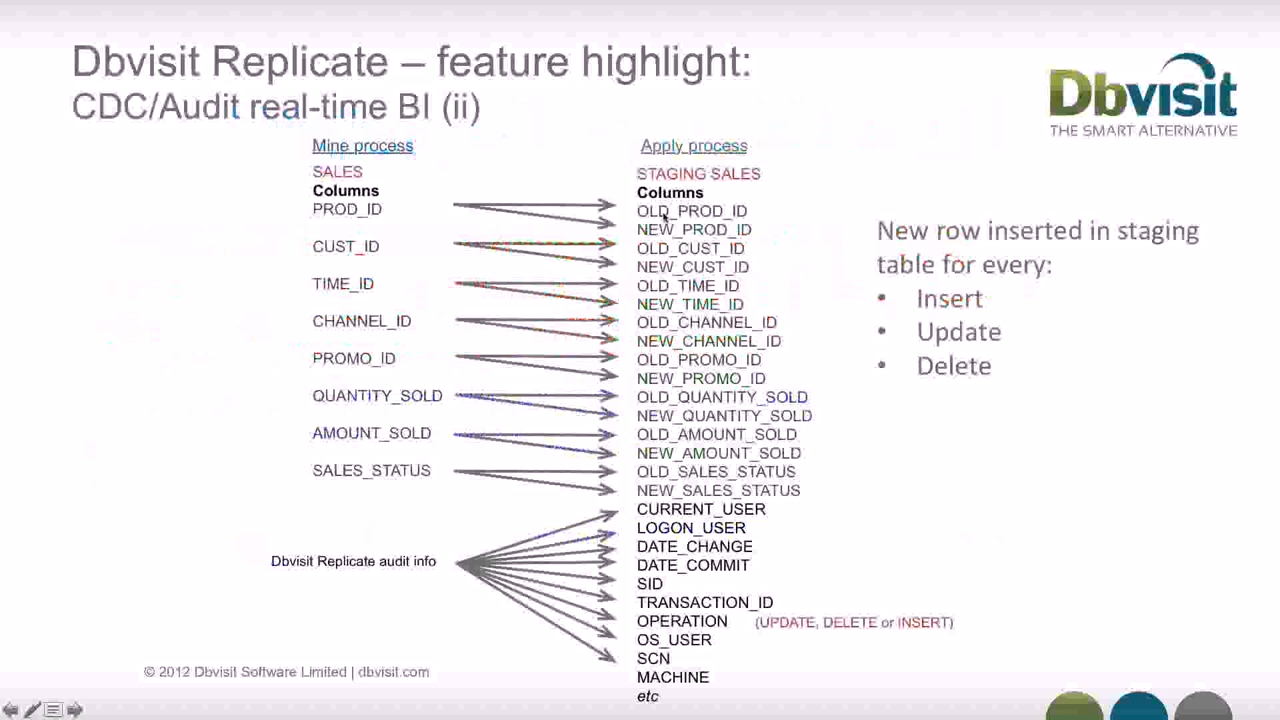 Dbvisit Replicate – feature highlight:
CDC/Audit real-time BI (ii)
Dbvisit
THE SMART ALTERNATIVE
Mine process
SALES
Columns
PROD_ID
CUST_ID
TIME_ID
CHANNEL_ID
PROMO_ID
QUANTITY_SOLD
AMOUNT_SOLD
SALES_STATUS
Dbvisit Replicate audit info
Apply process
STAGING SALES
Columns
OLD_PROD_ID
NEW_PROD_ID
OLD_CUST_ID
NEW_CUST_ID
OLD_TIME_ID
NEW_TIME_ID
OLD_CHANNEL_ID
NEW_CHANNEL_ID
OLD_PROMO_ID
NEW_PROMO_ID
OLD_QUANTITY_SOLD
NEW_QUANTITY_SOLD
OLD_AMOUNT_SOLD
NEW_AMOUNT_SOLD
OLD_SALES_STATUS
NEW_SALES_STATUS
CURRENT_USER
LOGON_USER
DATE_CHANGE
DATE_COMMIT
SID
TRANSACTION_ID
OPERATION (UPDATE, DELETE or INSERT)
OS_USER
SCN
MACHINE
etc
New row inserted in staging
table for every:
• Insert
• Update
• Delete
© 2012 Dbvisit Software Limited | dbvisit.com